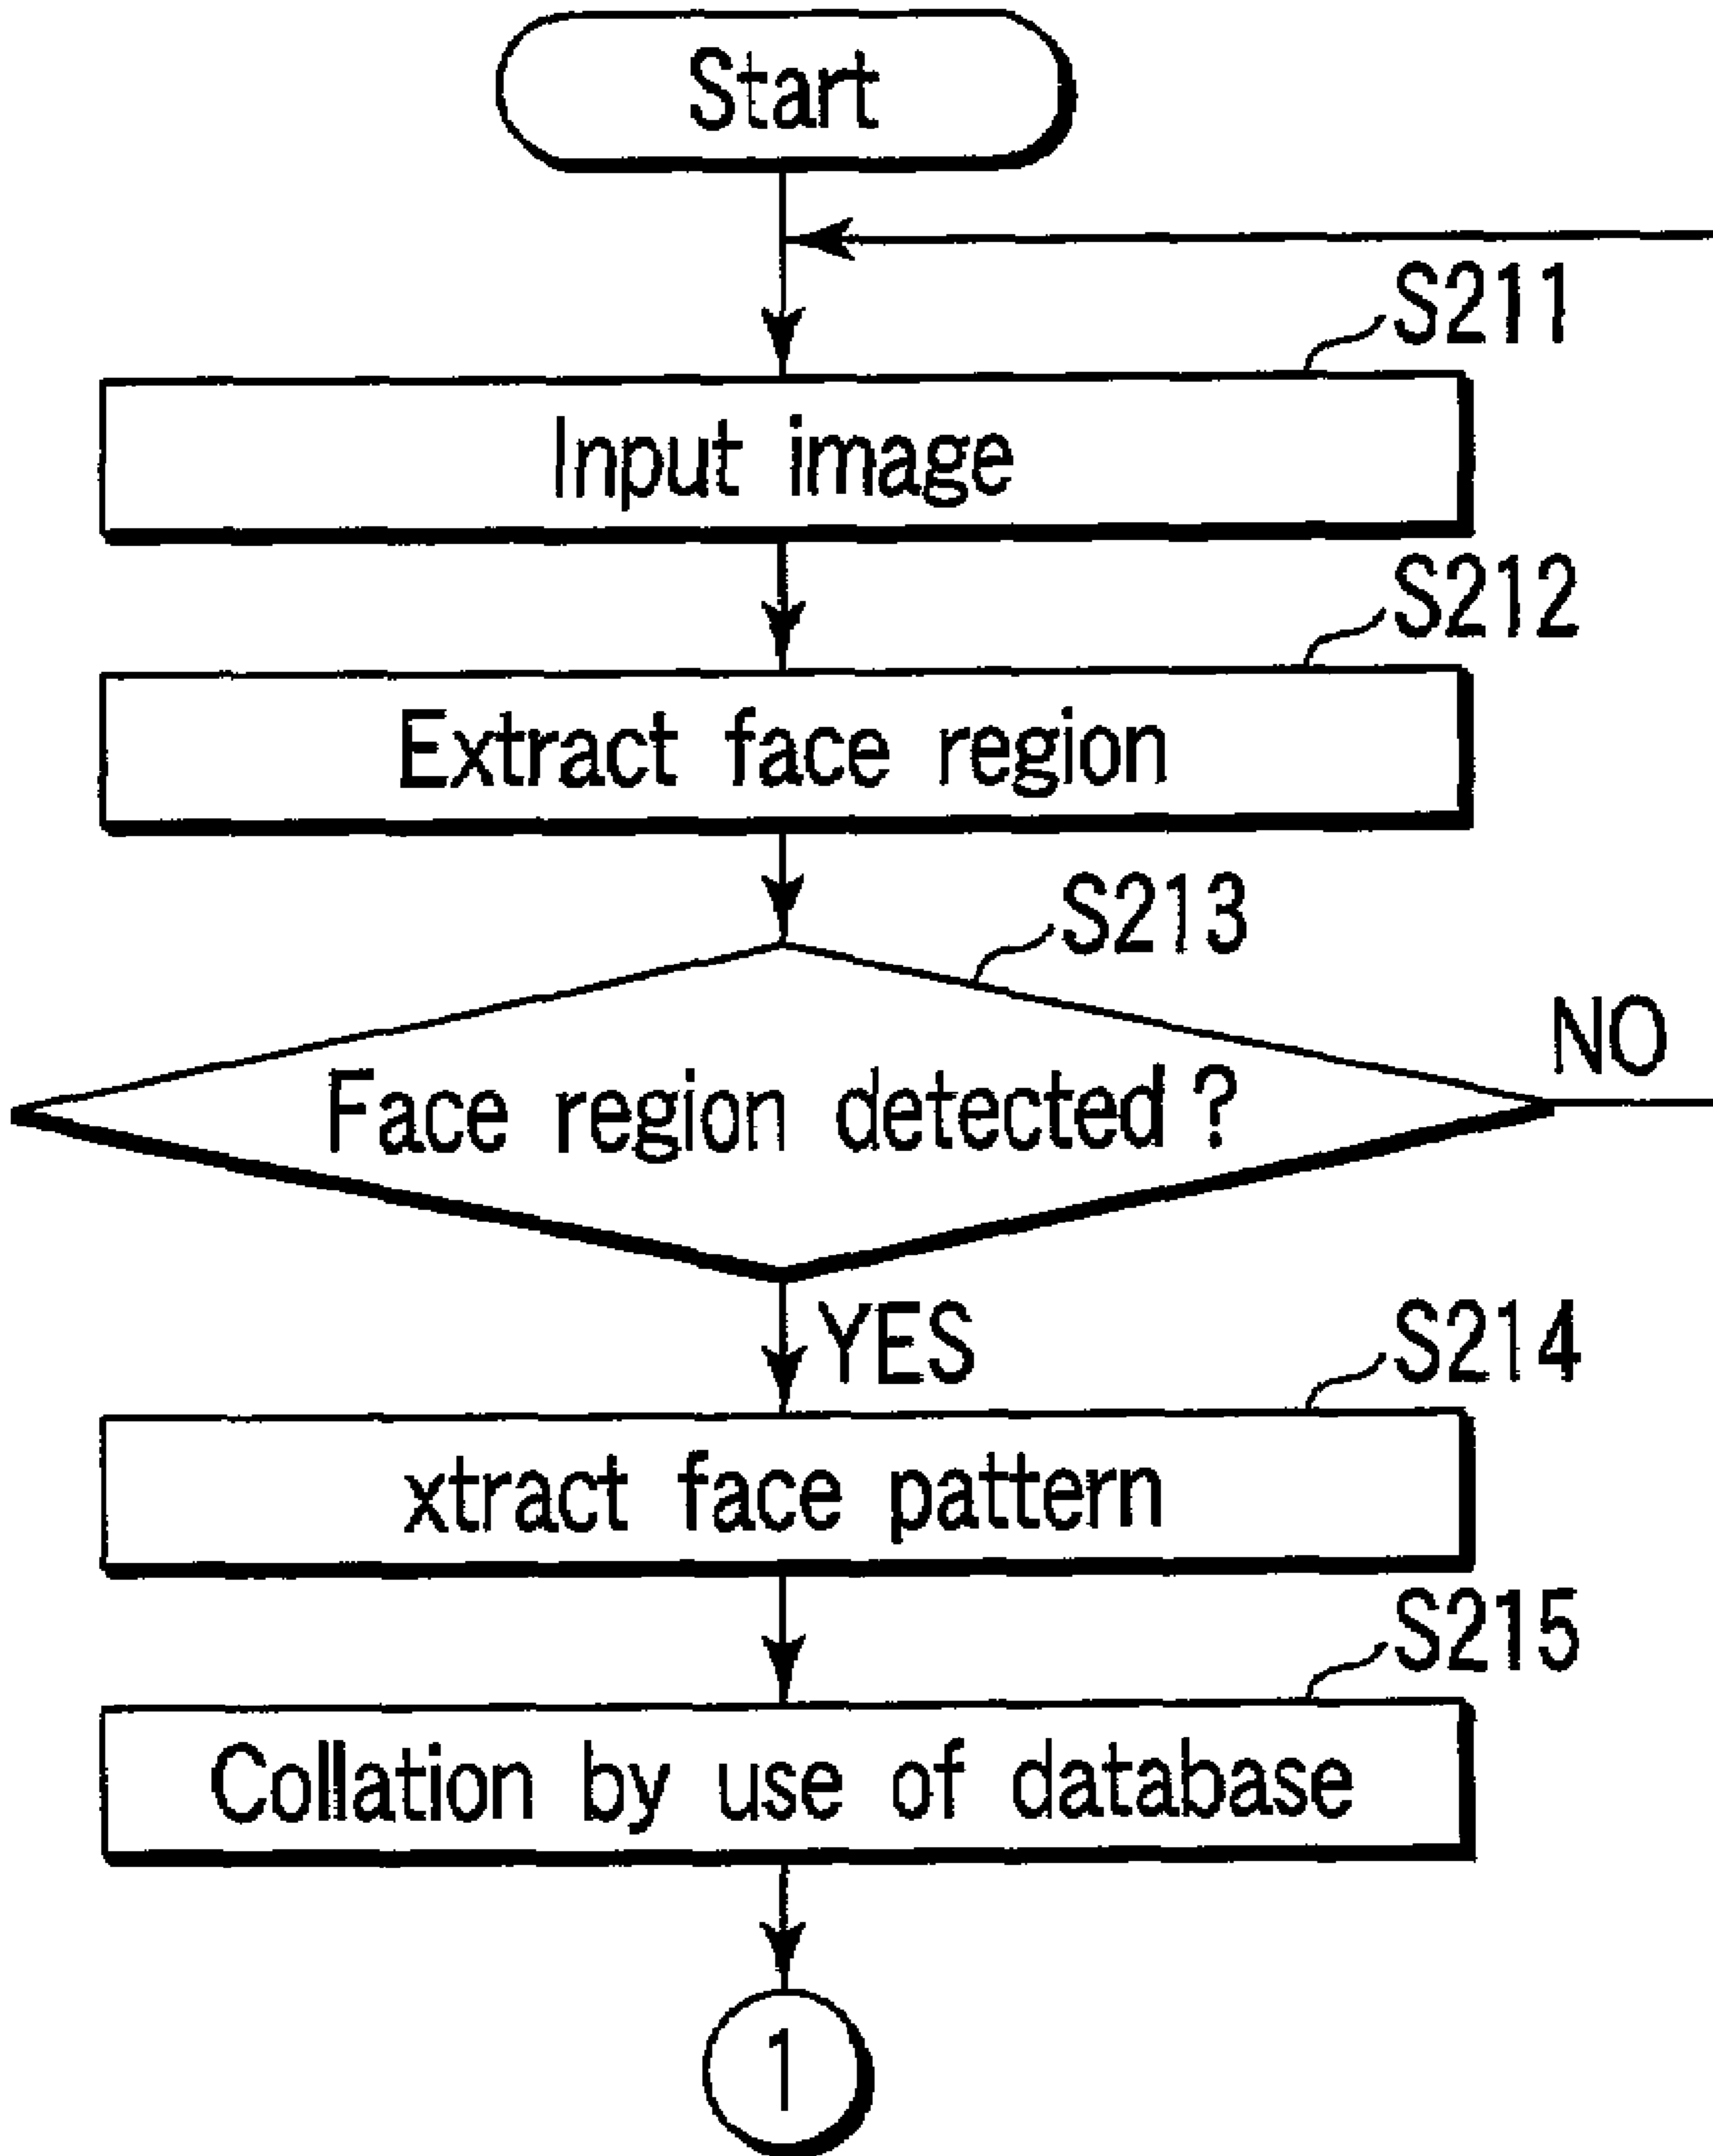 Start
S211
Input image
S212
Extract face region
S213
NO
Face region detected?
YES
S214
xtract face pattern
S215
Collation by use of database
1